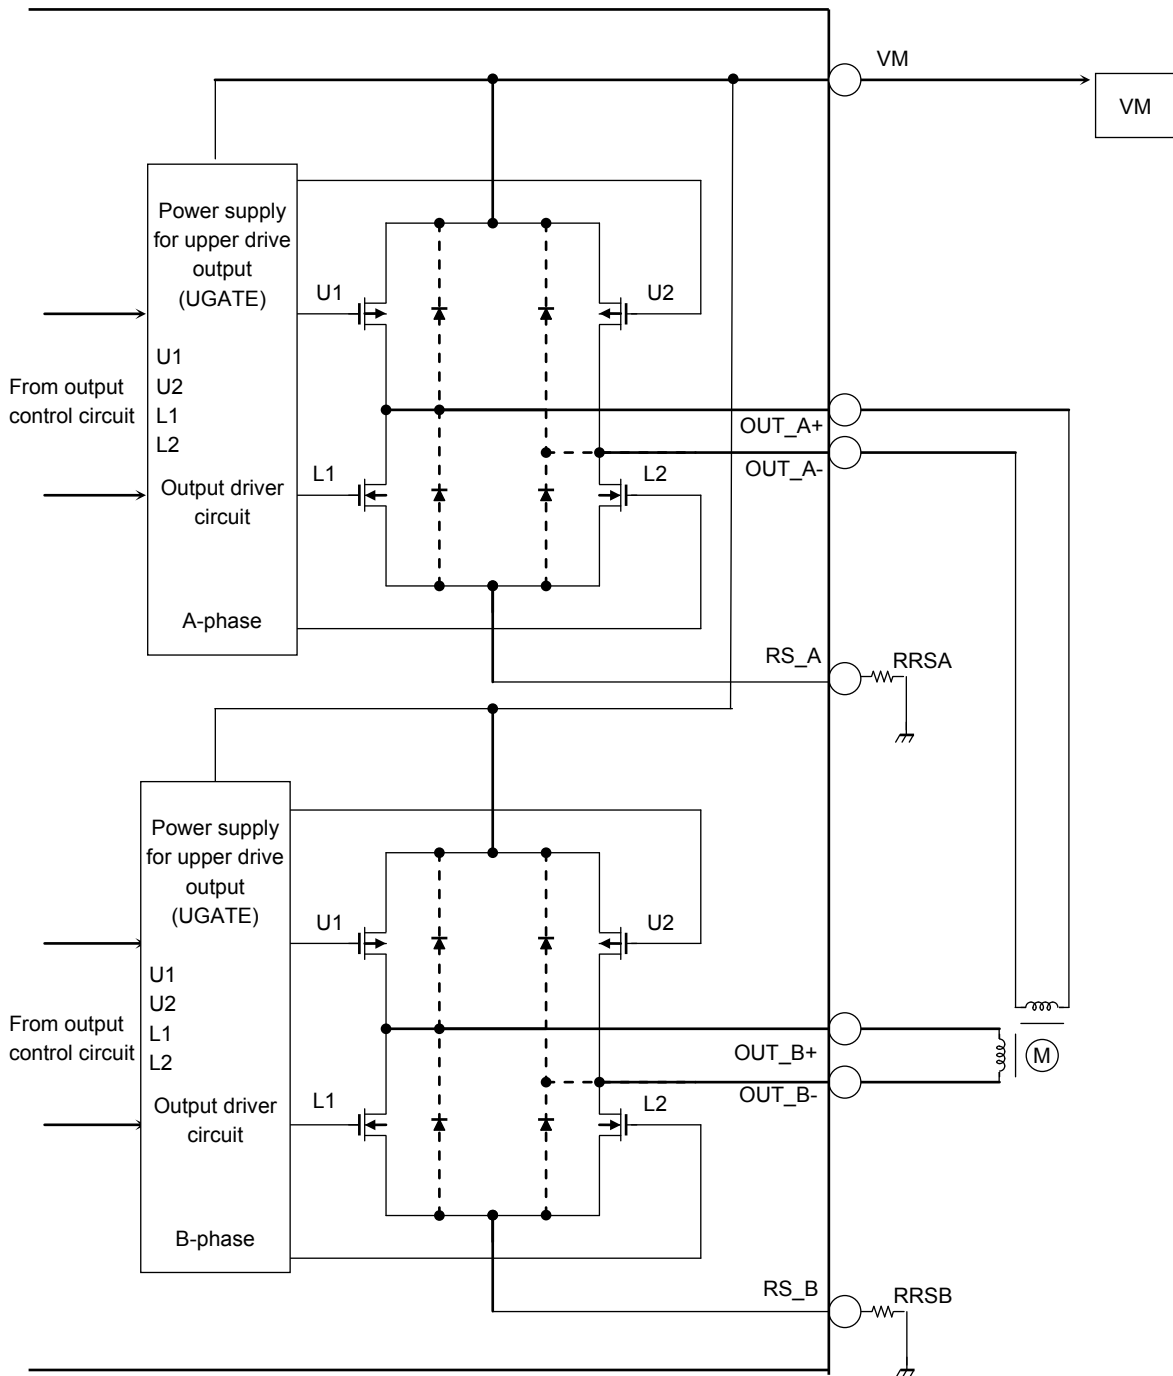 VM
VM
Power supply
for upper drive
output
(UGATE)
U1
U2
U1
U2
L1
L2
From output
control circuit
OUT_A+
OUT_A-
L1
L2
Output driver
circuit
A-phase
RS_A
RRSA
Power supply
for upper drive
output
(UGATE)
U1
U2
U1
U2
L1
L2
From output
control circuit
OUT_B+
M
OUT_B-
L1
L2
Output driver
circuit
B-phase
RS_B
RRSB